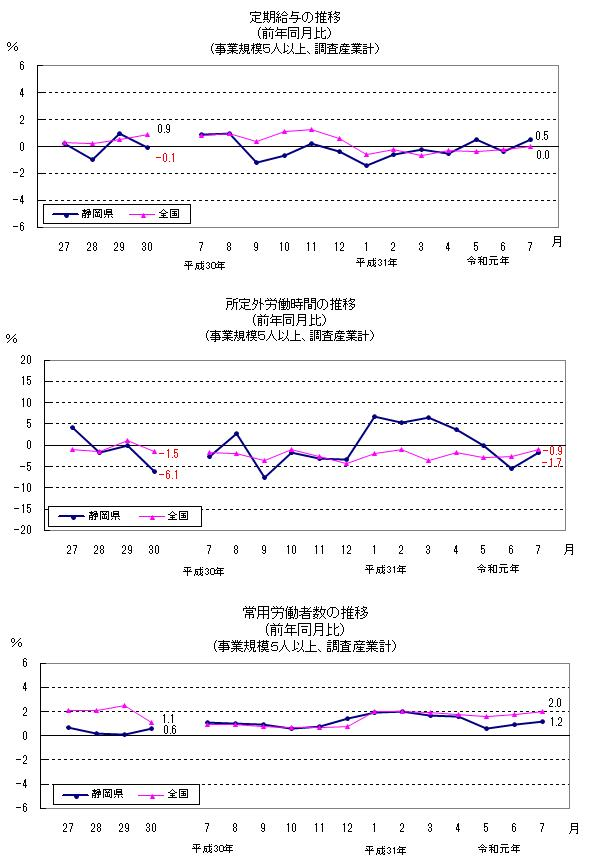 定期給与の推移
(前年同月比)
(事業規模5人以上、調査産業計)
%
6
4
2
0
-2
-4
-6
0.9
-0.1
0.5
0.0
静岡県 全国
27 28 29 30 7 8 9 10 11 12 1 2 3 4 5 6 7 月
平成30年 平成31年 令和元年
所定外労働時間の推移
(前年同月比)
(事業規模5人以上、調査産業計)
%
20
15
10
5
0
-5
-10
-15
-20
-1.5
-6.1
-0.9
-1.7
静岡県 全国
27 28 29 30 7 8 9 10 11 12 1 2 3 4 5 6 7 月
平成30年 平成31年 令和元年
常用労働者数の推移
(前年同月比)
(事業規模5人以上、調査産業計)
%
6
4
2
0
-2
-4
-6
1.1
0.6
2.0
1.2
静岡県 全国
27 28 29 30 7 8 9 10 11 12 1 2 3 4 5 6 7 月
平成30年 平成31年 令和元年